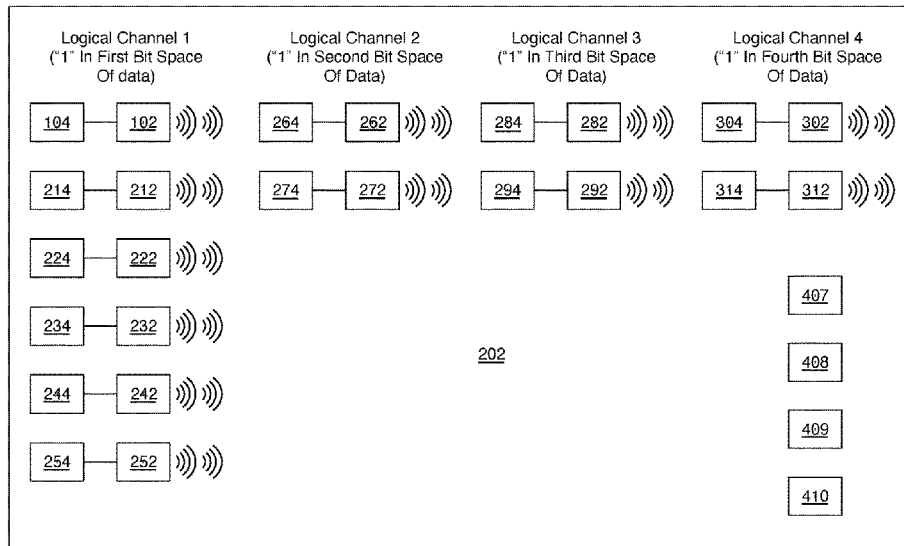 Logical Channel 1
("1" In First Bit Space
Of data)
Logical Channel 2
("1" In Second Bit Space
Of Data)
Logical Channel 3
("1" In Third Bit Space
Of Data)
Logical Channel 4
("1" In Fourth Bit Space
Of Data)
104 102 264 262 284 282 304 302
214 212 274 272 294 292 314 312
224 222
407
234 232
202
408
244 242
409
254 252
410